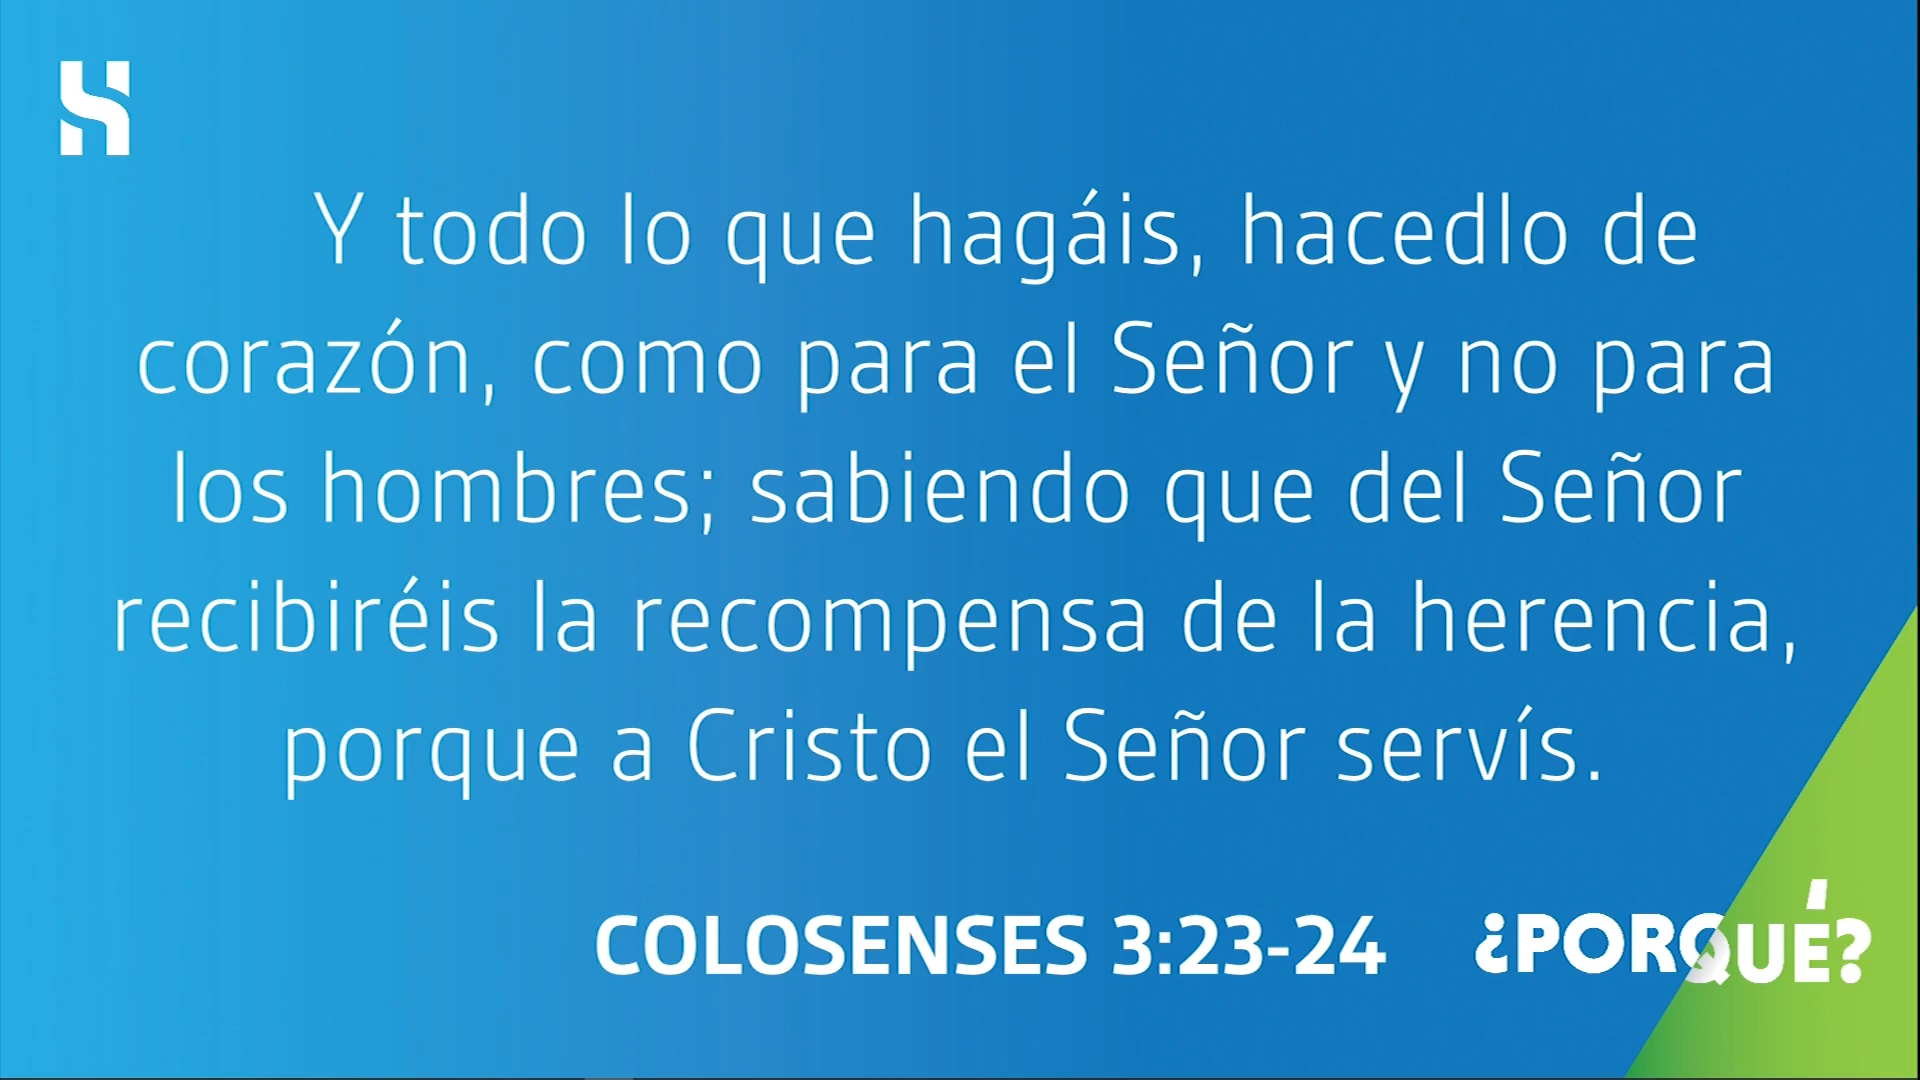 Y todo lo que hagáis, hacedlo de
corazón, como para el Señor y no para
los hombres; sabiendo que del Señor
recibiréis la recompensa de la herencia,
porque a Cristo el Señor servís.
COLOSENSES 3:23-24
¿PORQUÉ?